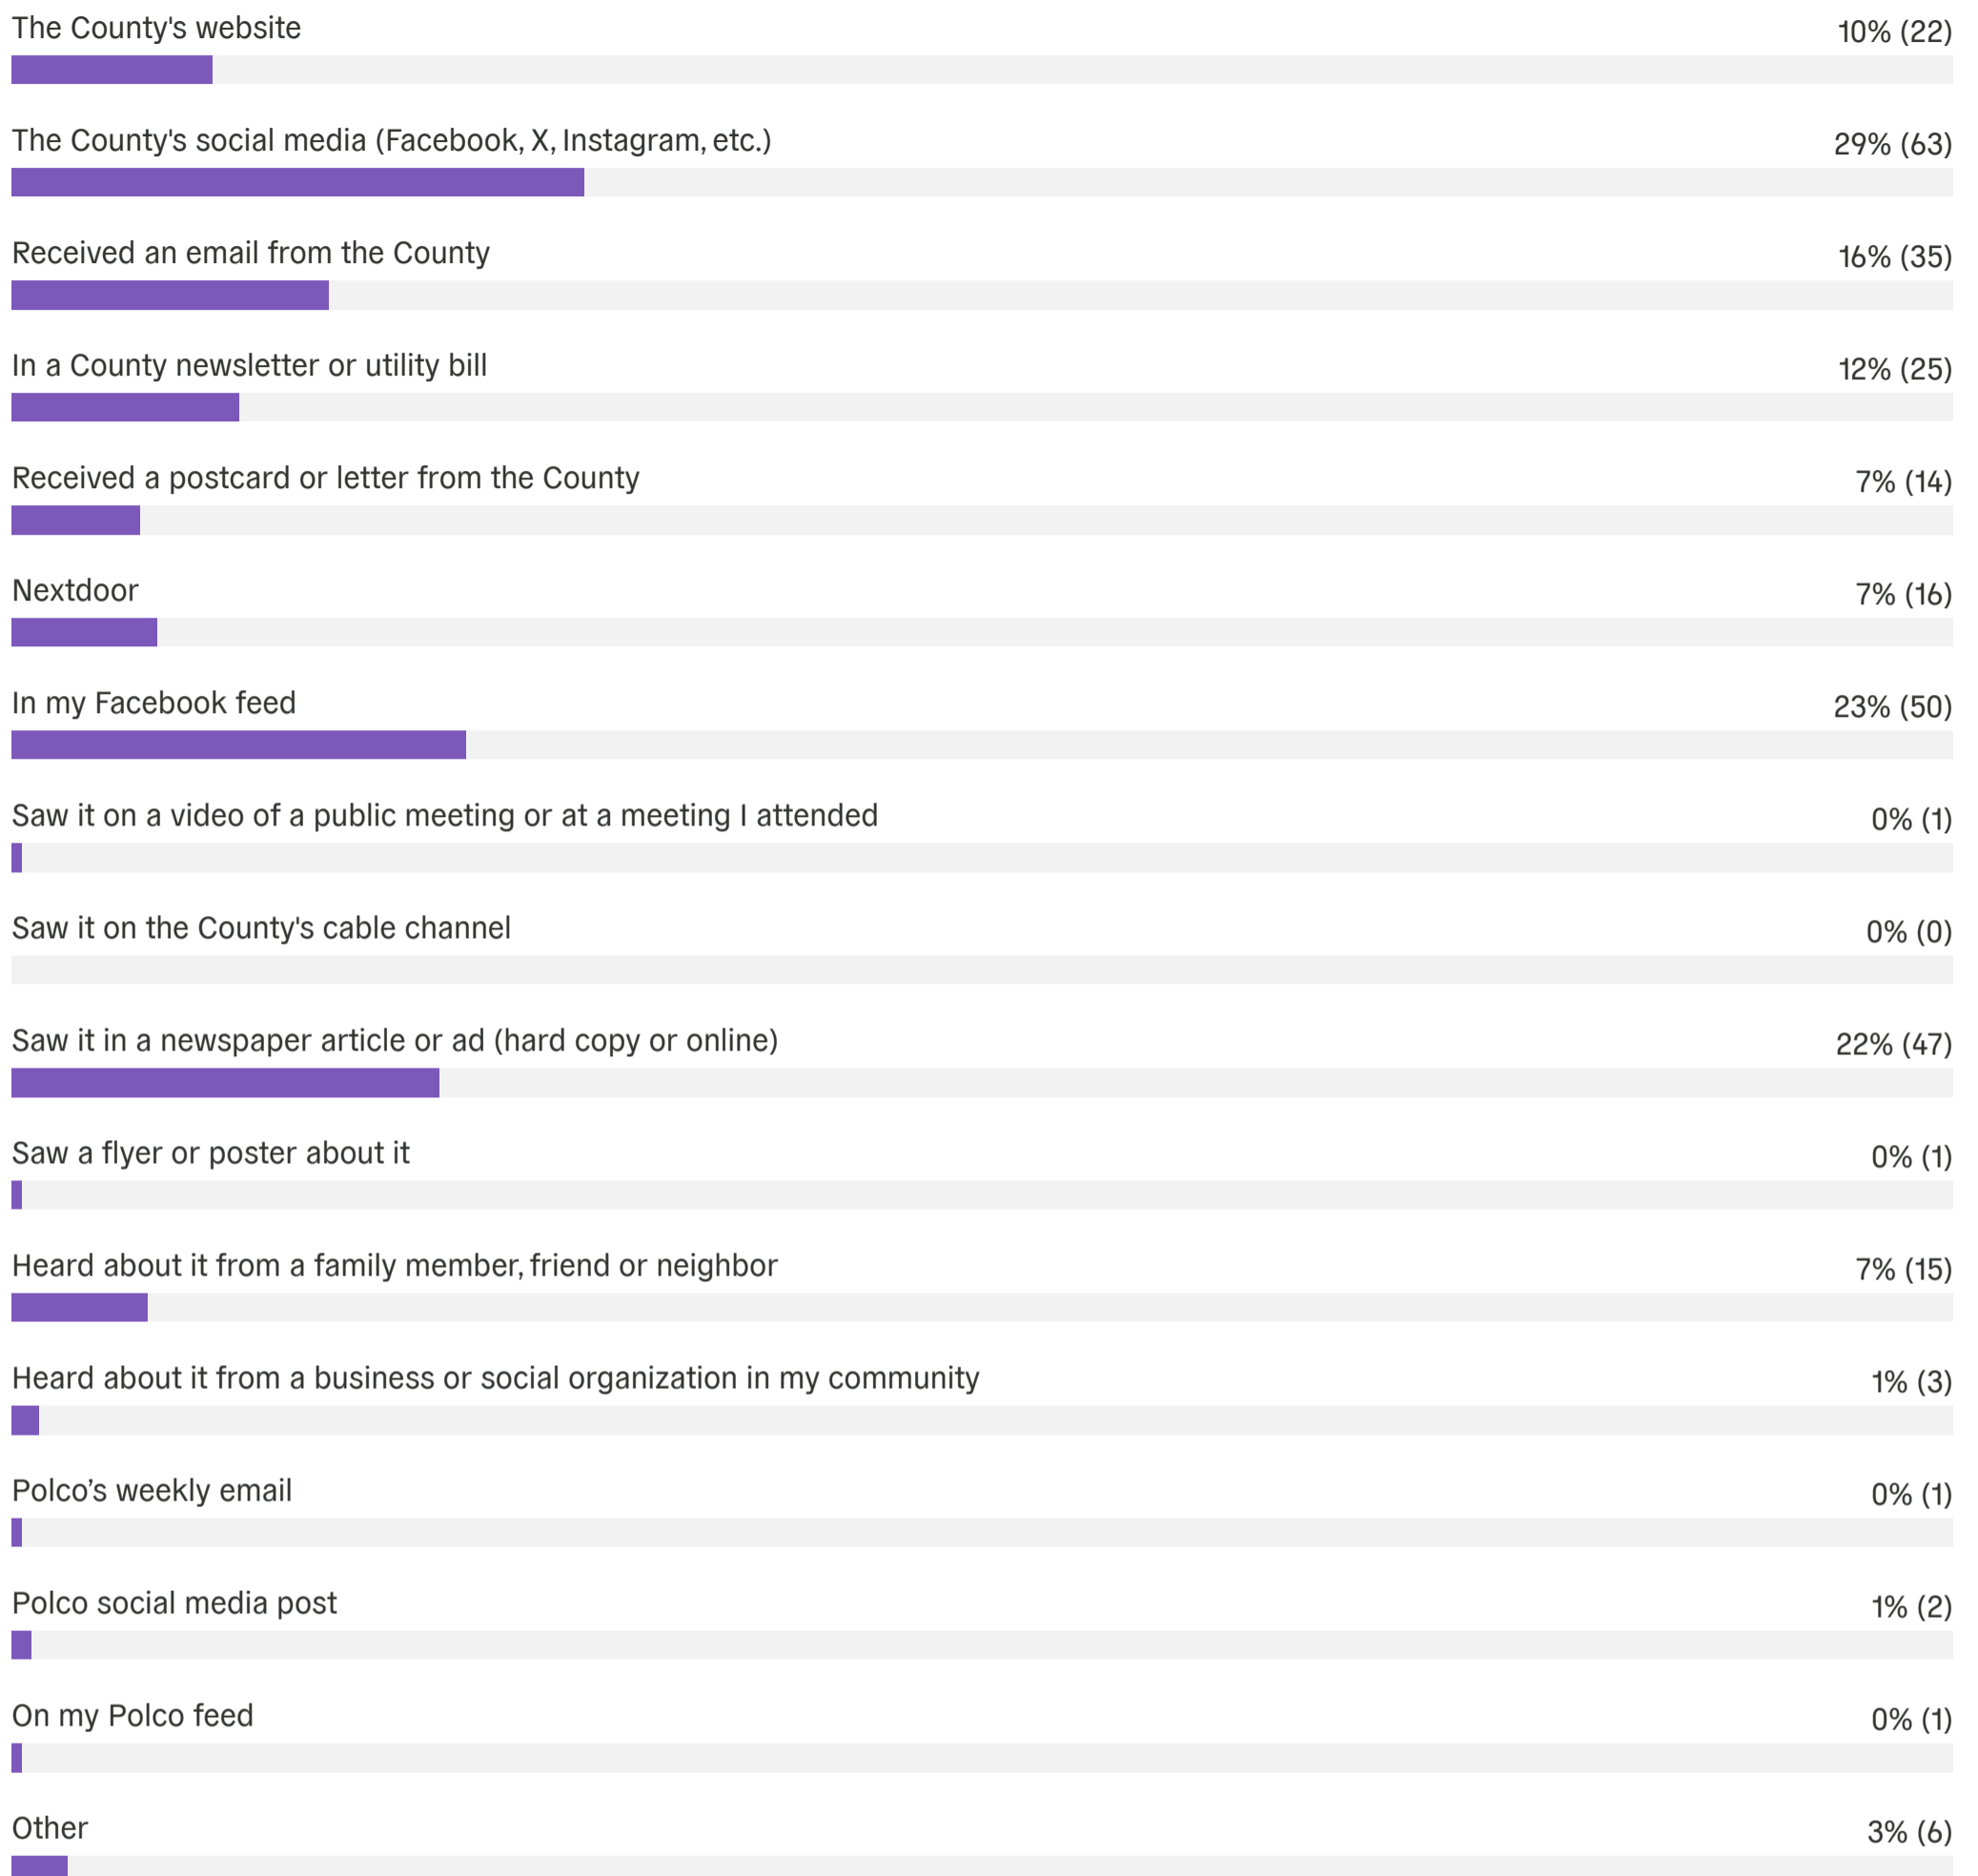 The County's website 10% (22)
The County's social media (Facebook, X, Instagram, etc.) 29% (63)
Received an email from the County 16% (35)
In a County newsletter or utility bill 12% (25)
Received a postcard or letter from the County 7% (14)
Nextdoor 7% (16)
In my Facebook feed 23% (50)
Saw it on a video of a public meeting or at a meeting I attended 0% (1)
Saw it on the County's cable channel 0% (0)
Saw it in a newspaper article or ad (hard copy or online) 22% (47)
Saw a flyer or poster about it 0% (1)
Heard about it from a family member, friend or neighbor 7% (15)
Heard about it from a business or social organization in my community 1% (3)
Polco’s weekly email 0% (1)
Polco social media post 1% (2)
On my Polco feed 0% (1)
Other 3% (6)